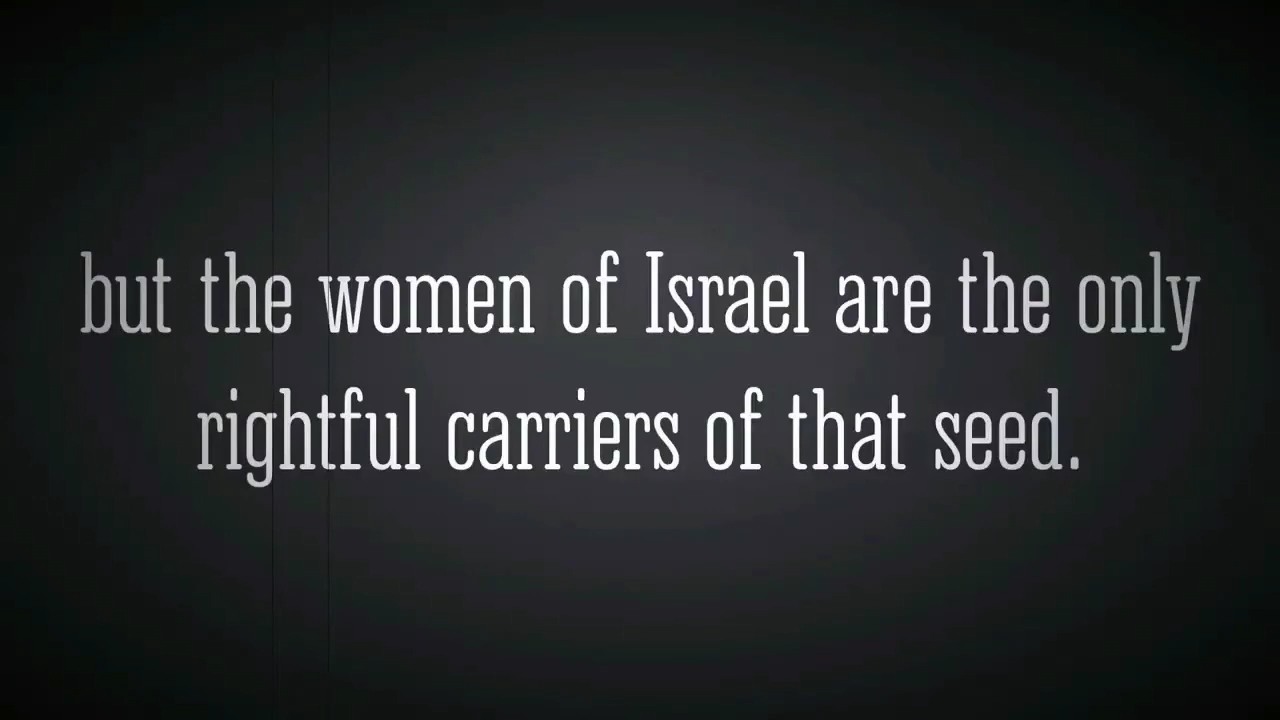 but the women of Israel are the only
rightful carriers of that seed.